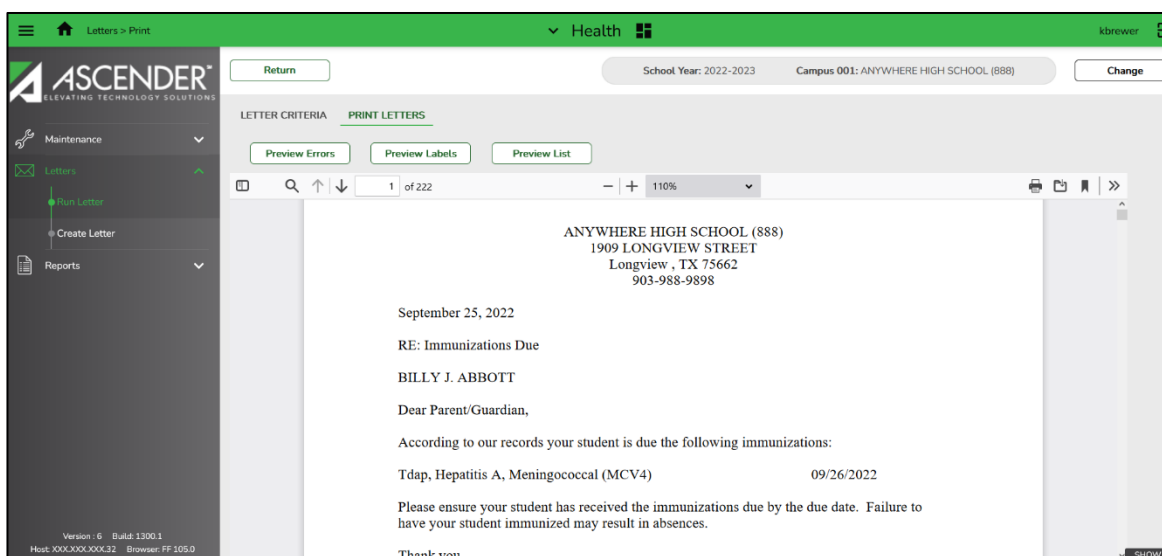 Letters > Print
Health
kbrewer
ASCENDER™
ELEVATING TECHNOLOGY SOLUTIONS
Return
School Year: 2022-2023 Campus 001: ANYWHERE HIGH SCHOOL (888)
Change
LETTER CRITERIA PRINT LETTERS
Maintenance
Letters
Run Letter
Create Letter
Reports
Preview Errors Preview Labels Preview List
1 of 222
110%
ANYWHERE HIGH SCHOOL (888)
1909 LONGVIEW STREET
Longview , TX 75662
903-988-9898
September 25, 2022
RE: Immunizations Due
BILLY J. ABBOTT
Dear Parent/Guardian,
According to our records your student is due the following immunizations:
Tdap, Hepatitis A, Meningococcal (MCV4) 09/26/2022
Please ensure your student has received the immunizations due by the due date.  Failure to
have your student immunized may result in absences.
Thank you
Version : 6 Build: 1300.1
Host: XXX.XXX.XXX.32 Browser: FF 105.0
SHOW